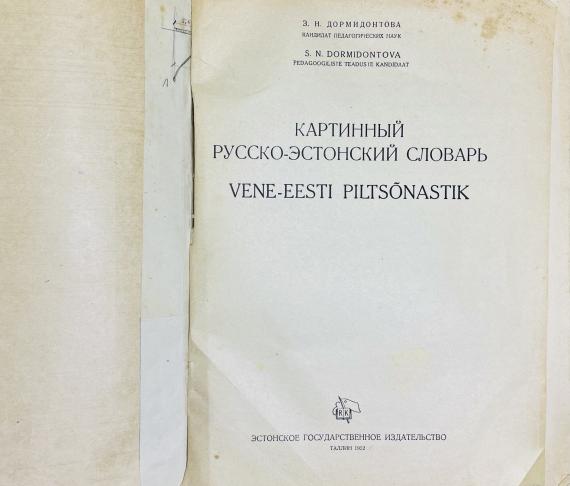 З. Н. ДОРМИДОНТОВА
КАНДИДАТ ПЕДАГОГИЧЕСКИХ НАУК
S. N. DORMIDONTOVA
PEDAGOOGILISTE TEADUSTE KANDIDAAT
КАРТИННЫЙ
РУССКО-ЭСТОНСКИЙ СЛОВАРЬ
VENE-EESTI PILTSÕNASTIK
RK
ЭСТОНСКОЕ ГОСУДАРСТВЕННОЕ ИЗДАТЕЛЬСТВО
ТАЛЛИН 1952